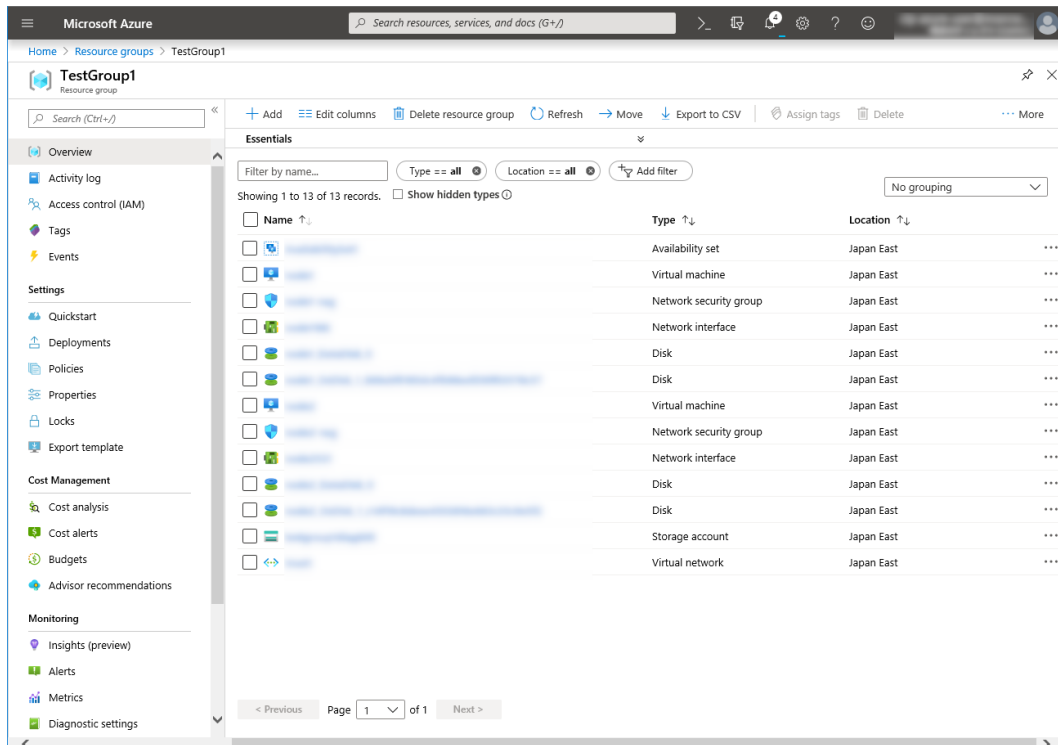 Microsoft Azure
Search resources, services, and docs (G+/)
4
Home > Resource groups > TestGroup1
TestGroup1
Resource group
Search (Ctrl+/)
Overview
Activity log
Access control (IAM)
Tags
Events
Settings
Quickstart
Deployments
Policies
Properties
Locks
Export template
Cost Management
Cost analysis
Cost alerts
Budgets
Advisor recommendations
Monitoring
Insights (preview)
Alerts
Metrics
Diagnostic settings
Add Edit columns Delete resource group Refresh Move Export to CSV Assign tags Delete More
Essentials
Filter by name... Type == all Location == all Add filter
Showing 1 to 13 of 13 records. Show hidden types
No grouping
Name Type Location
Availability set Japan East
Virtual machine Japan East
Network security group Japan East
Network interface Japan East
Disk Japan East
Disk Japan East
Virtual machine Japan East
Network security group Japan East
Network interface Japan East
Disk Japan East
Disk Japan East
Storage account Japan East
Virtual network Japan East
< Previous Page 1 of 1 Next >